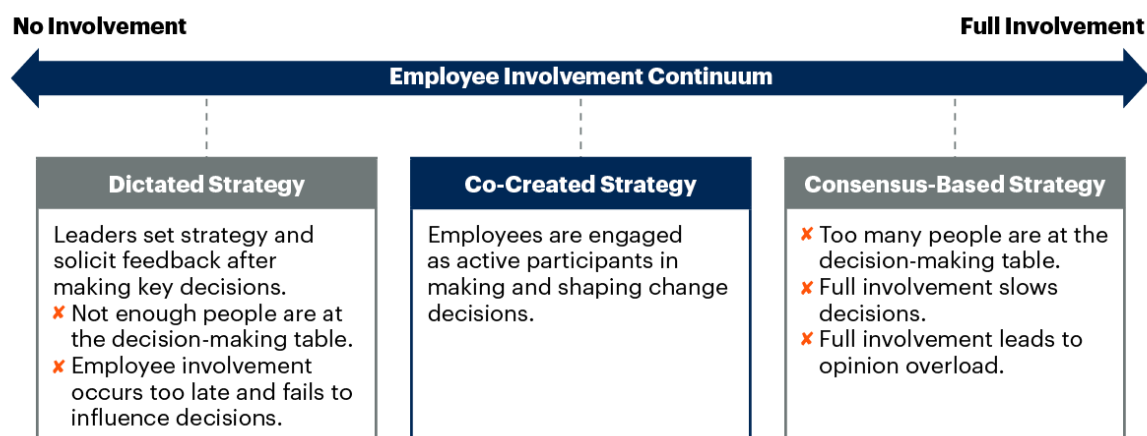 No Involvement
Full Involvement
Employee Involvement Continuum
Dictated Strategy
Leaders set strategy and
solicit feedback after
making key decisions.
✘ Not enough people are at
the decision-making table.
✘ Employee involvement
occurs too late and fails to
influence decisions.
Co-Created Strategy
Employees are engaged
as active participants in
making and shaping change
decisions.
Consensus-Based Strategy
✘ Too many people are at the
decision-making table.
✘ Full involvement slows
decisions.
✘ Full involvement leads to
opinion overload.